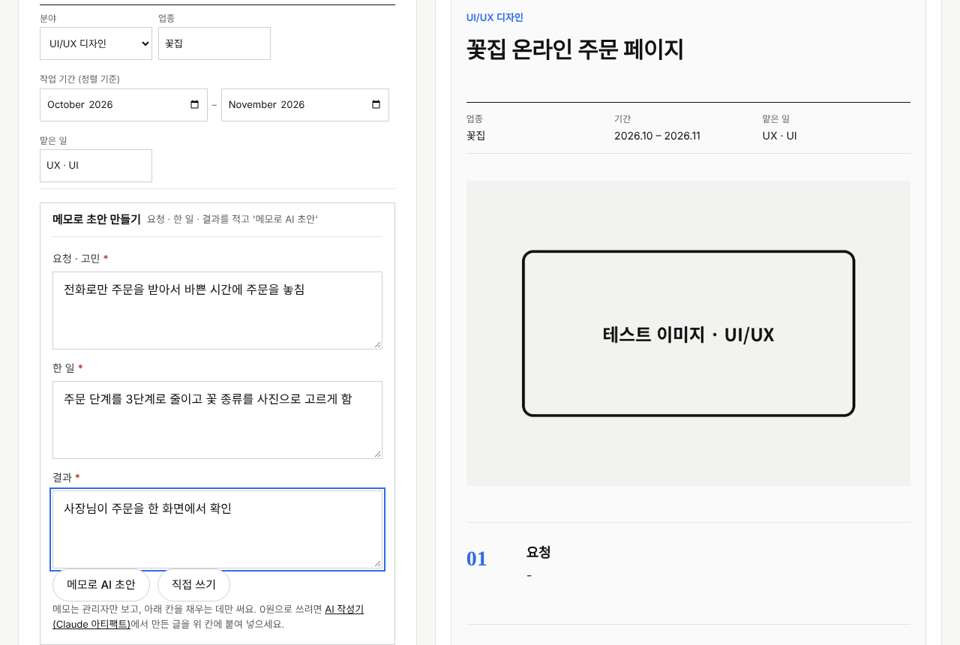 분야
업종
UI/UX 디자인
꽃집
작업 기간 (정렬 기준)
October 2026
–
November 2026
맡은 일
UX · UI
메모로 초안 만들기 요청 · 한 일 · 결과를 적고 '메모로 AI 초안'
요청 · 고민 *
전화로만 주문을 받아서 바쁜 시간에 주문을 놓침
한 일 *
주문 단계를 3단계로 줄이고 꽃 종류를 사진으로 고르게 함
결과 *
사장님이 주문을 한 화면에서 확인
메모로 AI 초안
직접 쓰기
메모는 관리자만 보고, 아래 칸을 채우는 데만 써요. 0원으로 쓰려면 AI 작성기
(Claude 아티팩트)에서 만든 글을 위 칸에 붙여 넣으세요.
UI/UX 디자인
꽃집 온라인 주문 페이지
업종
기간
맡은 일
꽃집
2026.10 – 2026.11
UX · UI
테스트 이미지 · UI/UX
01
요청
–